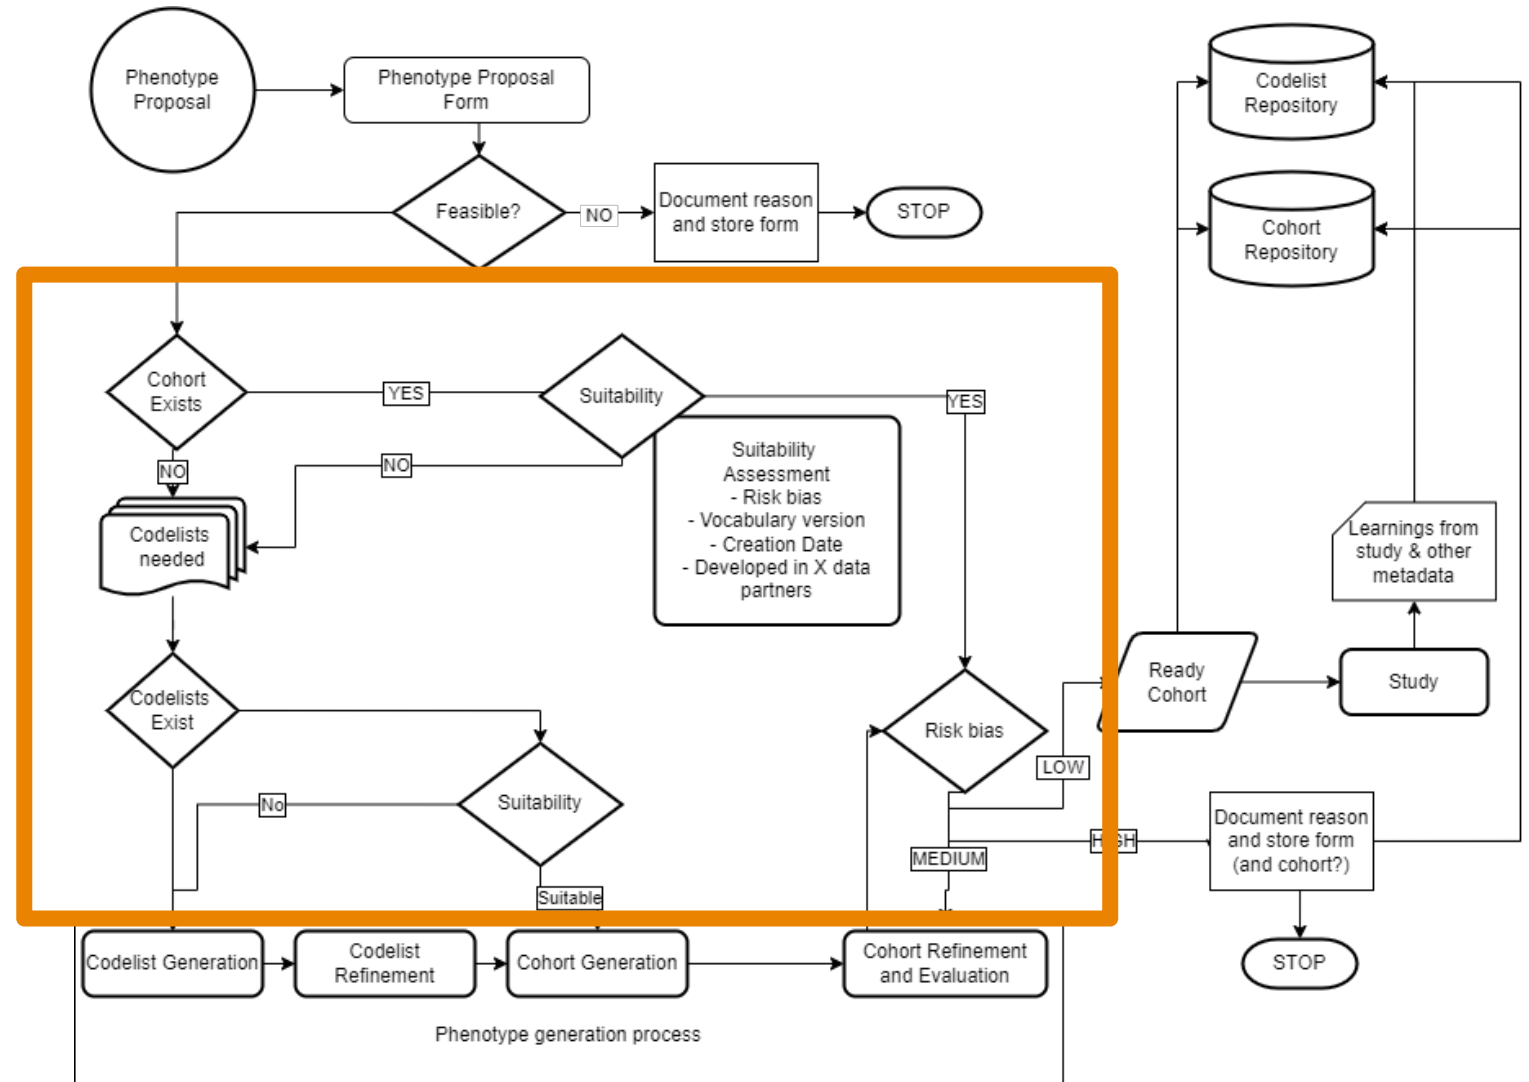 Phenotype
Proposal
Phenotype Proposal
Form
Codelist
Repository
Feasible?
NO
Document reason
and store form
STOP
Cohort
Repository
Cohort
Exists
YES
Suitability
YES
NO
NO
Suitability
Assessment
- Risk bias
- Vocabulary version
- Creation Date
- Developed in X data
partners
Codelists
needed
Learnings from
study & other
metadata
Codelists
Exist
Ready
Cohort
Study
Risk bias
LOW
No
Suitability
HIGH
MEDIUM
Document reason
and store form
(and cohort?)
Suitable
Codelist Generation
Codelist
Refinement
Cohort Generation
Cohort Refinement
and Evaluation
STOP
Phenotype generation process